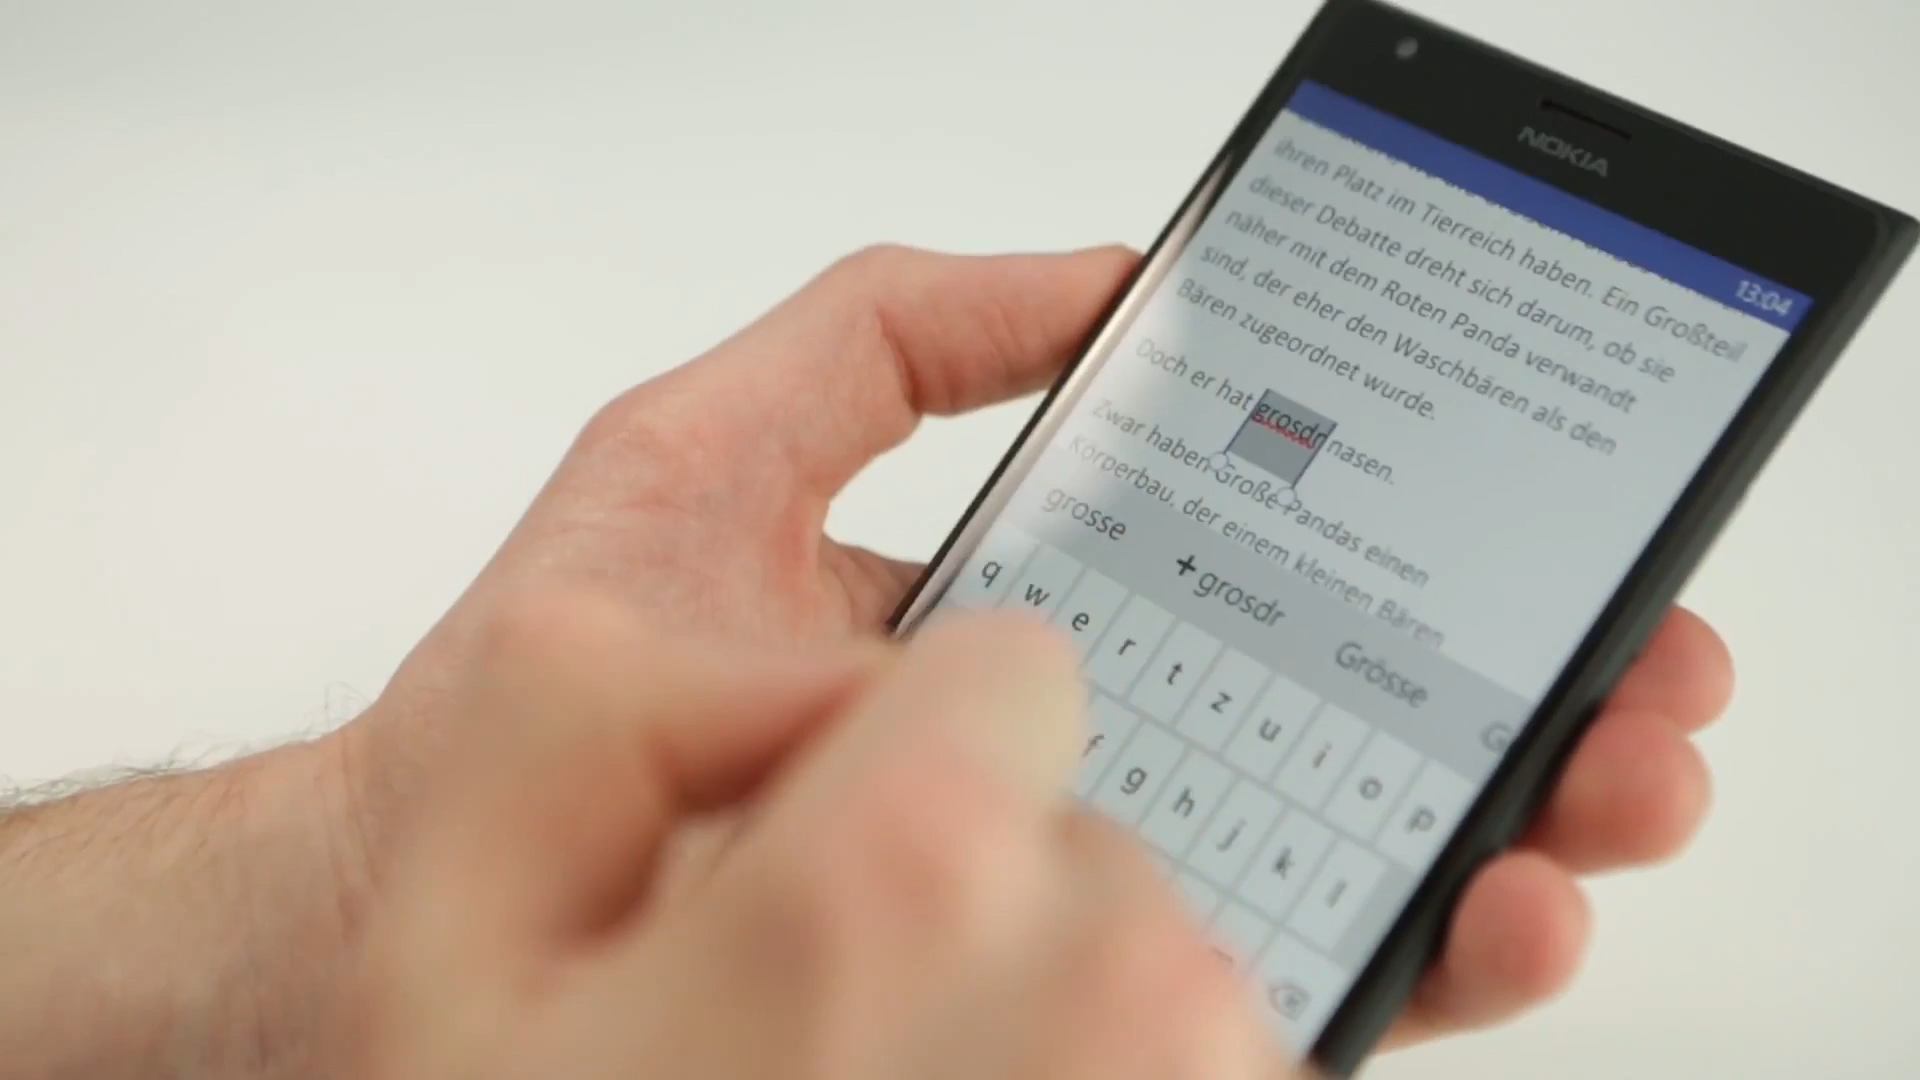 NOKIA
13:04
ihren Platz im Tierreich haben. Ein Großteil
dieser Debatte dreht sich darum, ob sie
näher mit dem Roten Panda verwandt
sind, der eher den Waschbären als den
Bären zugeordnet wurde.
Doch er hat grosdr nasen.
Zwar haben Große Pandas einen
Körperbau, der einem kleinen Bären
grosse +grosdr Grösse
q w e r t z u i o p
f g h j k l